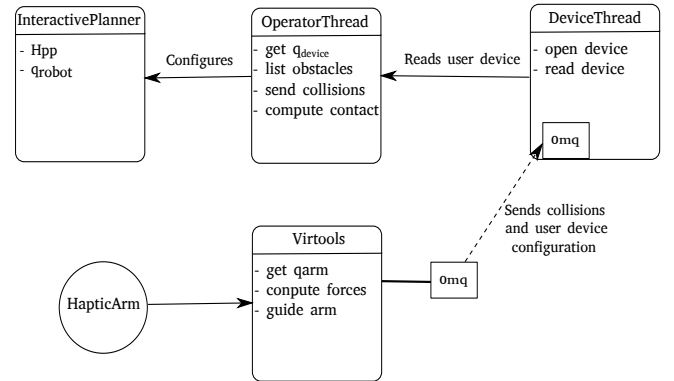 InteractivePlanner
- Hpp
- qrobot
Configures
OperatorThread
- get qdevice
- list obstacles
- send collisions
- compute contact
Reads user device
DeviceThread
- open device
- read device
0mq
Sends collisions
and user device
configuration
HapticArm
Virtools
- get qarm
- conpute forces
- guide arm
0mq